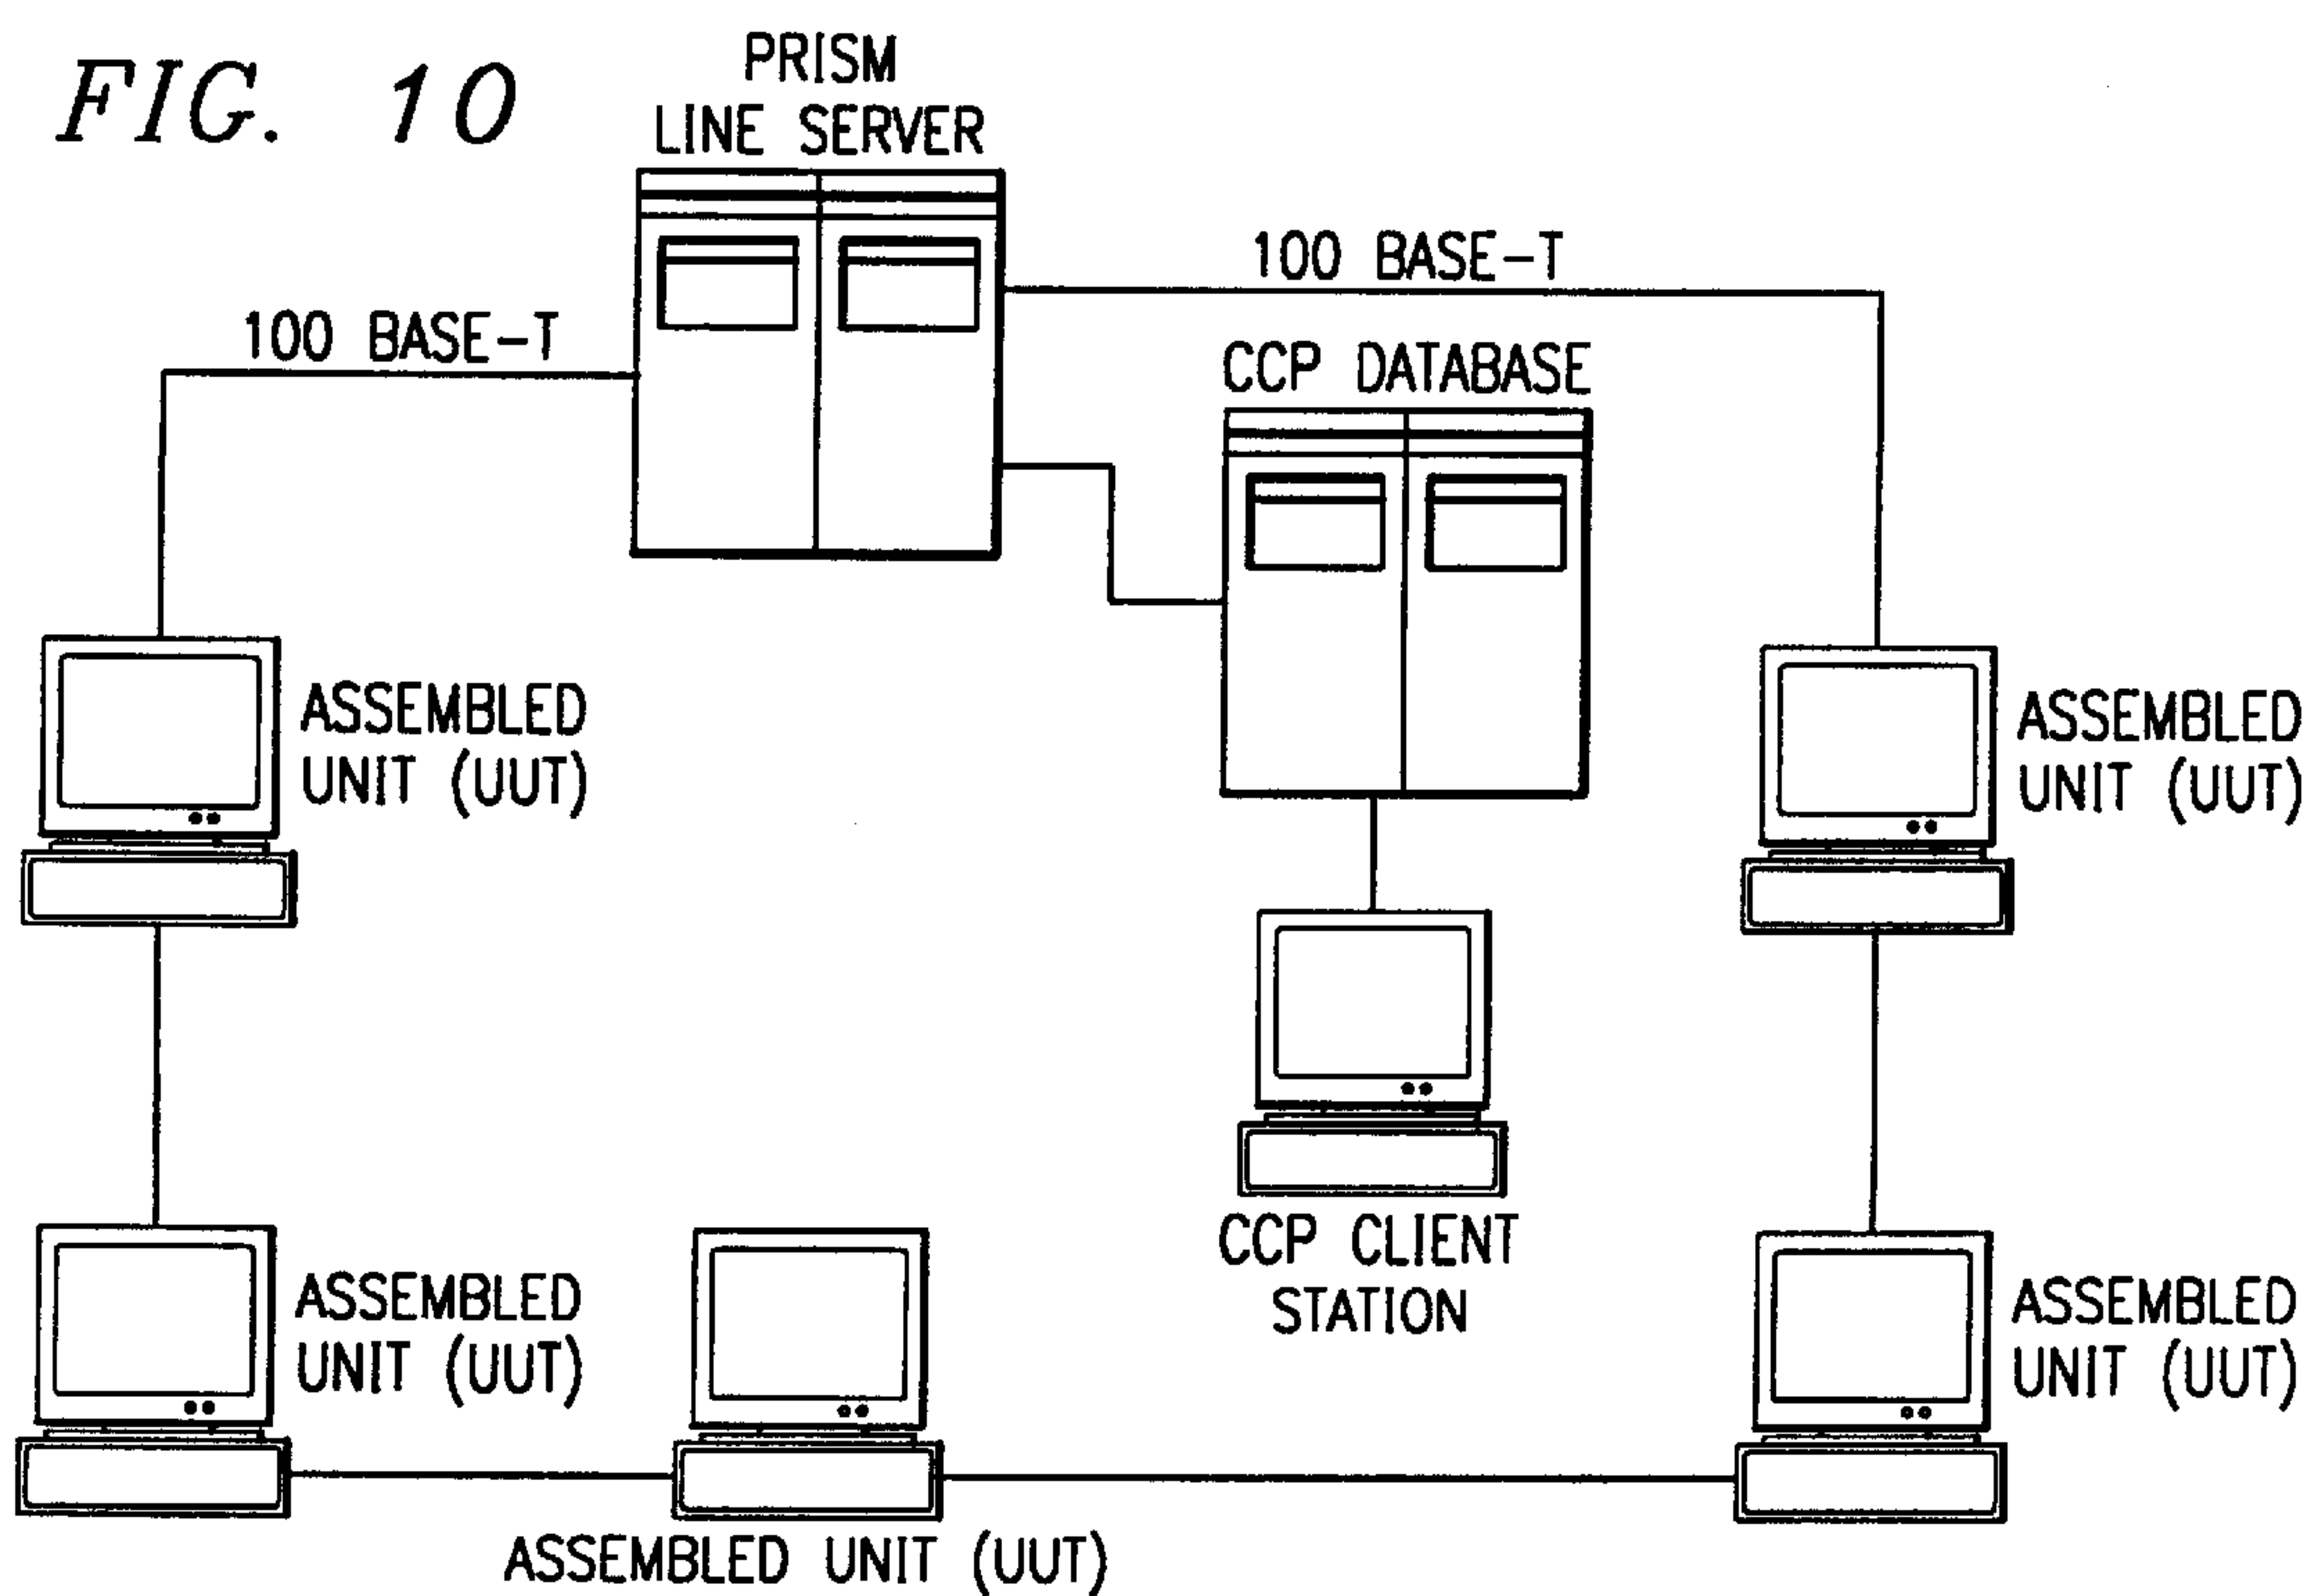 FIG. 10
PRISM
LINE SERVER
100 BASE-T
100 BASE-T
CCP DATABASE
ASSEMBLED
UNIT (UUT)
ASSEMBLED
UNIT (UUT)
CCP CLIENT
STATION
ASSEMBLED
UNIT (UUT)
ASSEMBLED
UNIT (UUT)
ASSEMBLED UNIT (UUT)